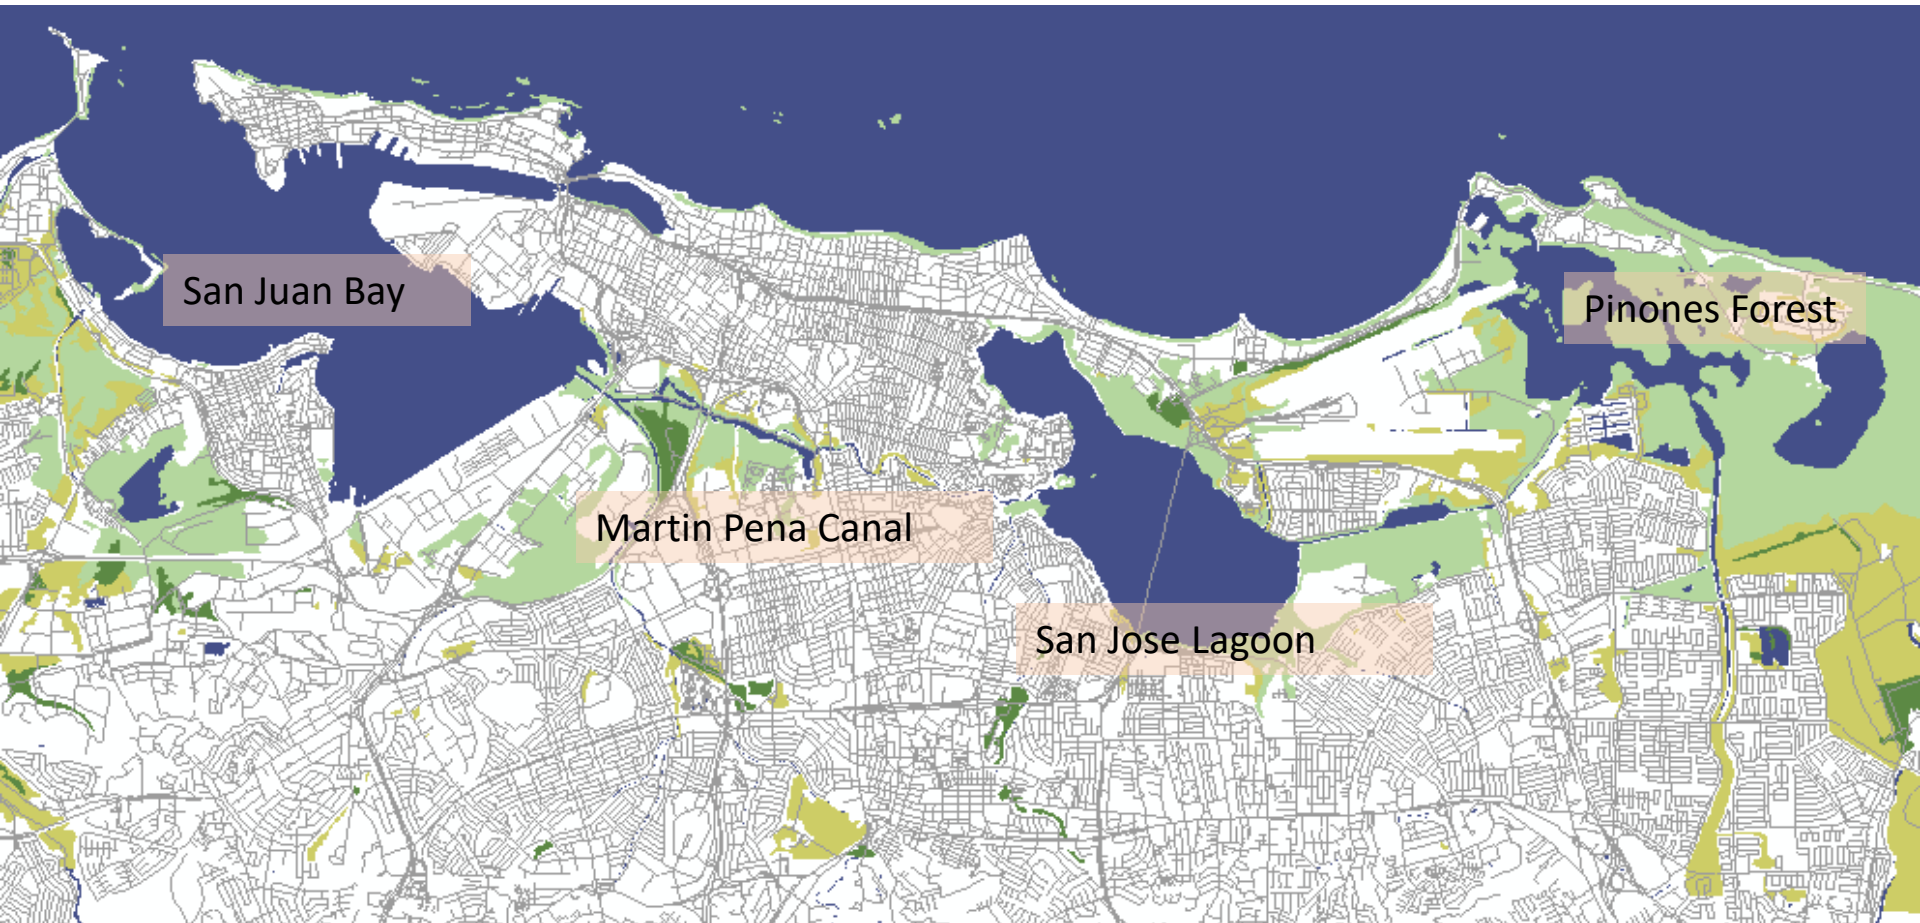 San Juan Bay
Pinones Forest
Martin Pena Canal
San Jose Lagoon